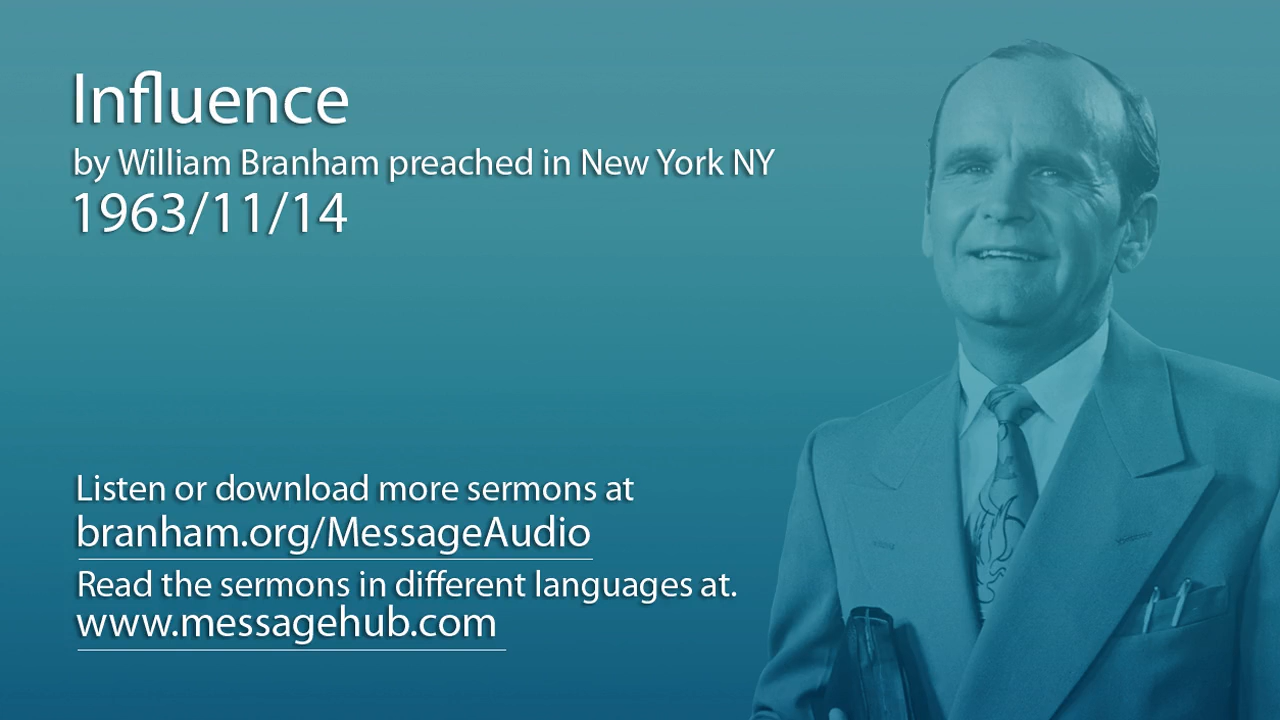 Influence
by William Branham preached in New York NY
1963/11/14
Listen or download more sermons at
branham.org/MessageAudio
Read the sermons in different languages at.
www.messagehub.com